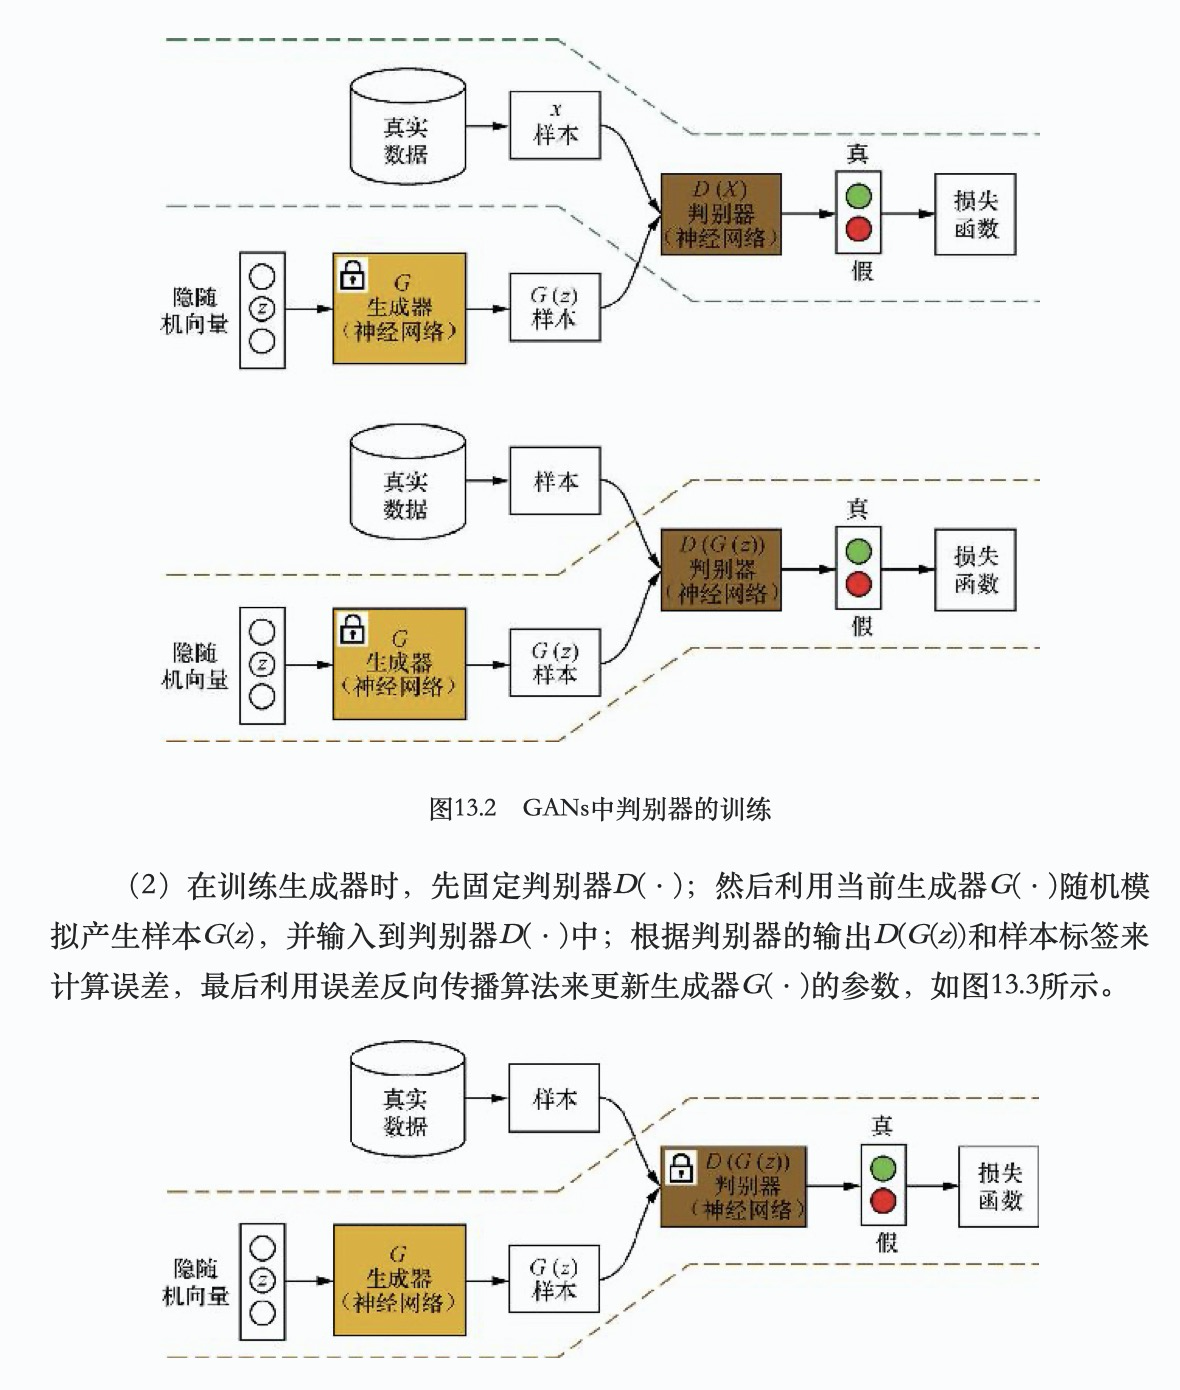 真实
数据
x
样本
真
D(X)
判别器
(神经网络)
损失
函数
假
隐随
机向量
z
G
生成器
(神经网络)
G(z)
样本
真实
数据
样本
真
D(G(z))
判别器
(神经网络)
损失
函数
假
隐随
机向量
z
G
生成器
(神经网络)
G(z)
样本
图13.2 GANs中判别器的训练
(2)在训练生成器时,先固定判别器D(·);然后利用当前生成器G(·)随机模
拟产生样本G(z),并输入到判别器D(·)中;根据判别器的输出D(G(z))和样本标签来
计算误差,最后利用误差反向传播算法来更新生成器G(·)的参数,如图13.3所示。
真实
数据
样本
真
D(G(z))
判别器
(神经网络)
损失
函数
假
隐随
机向量
z
G
生成器
(神经网络)
G(z)
样本